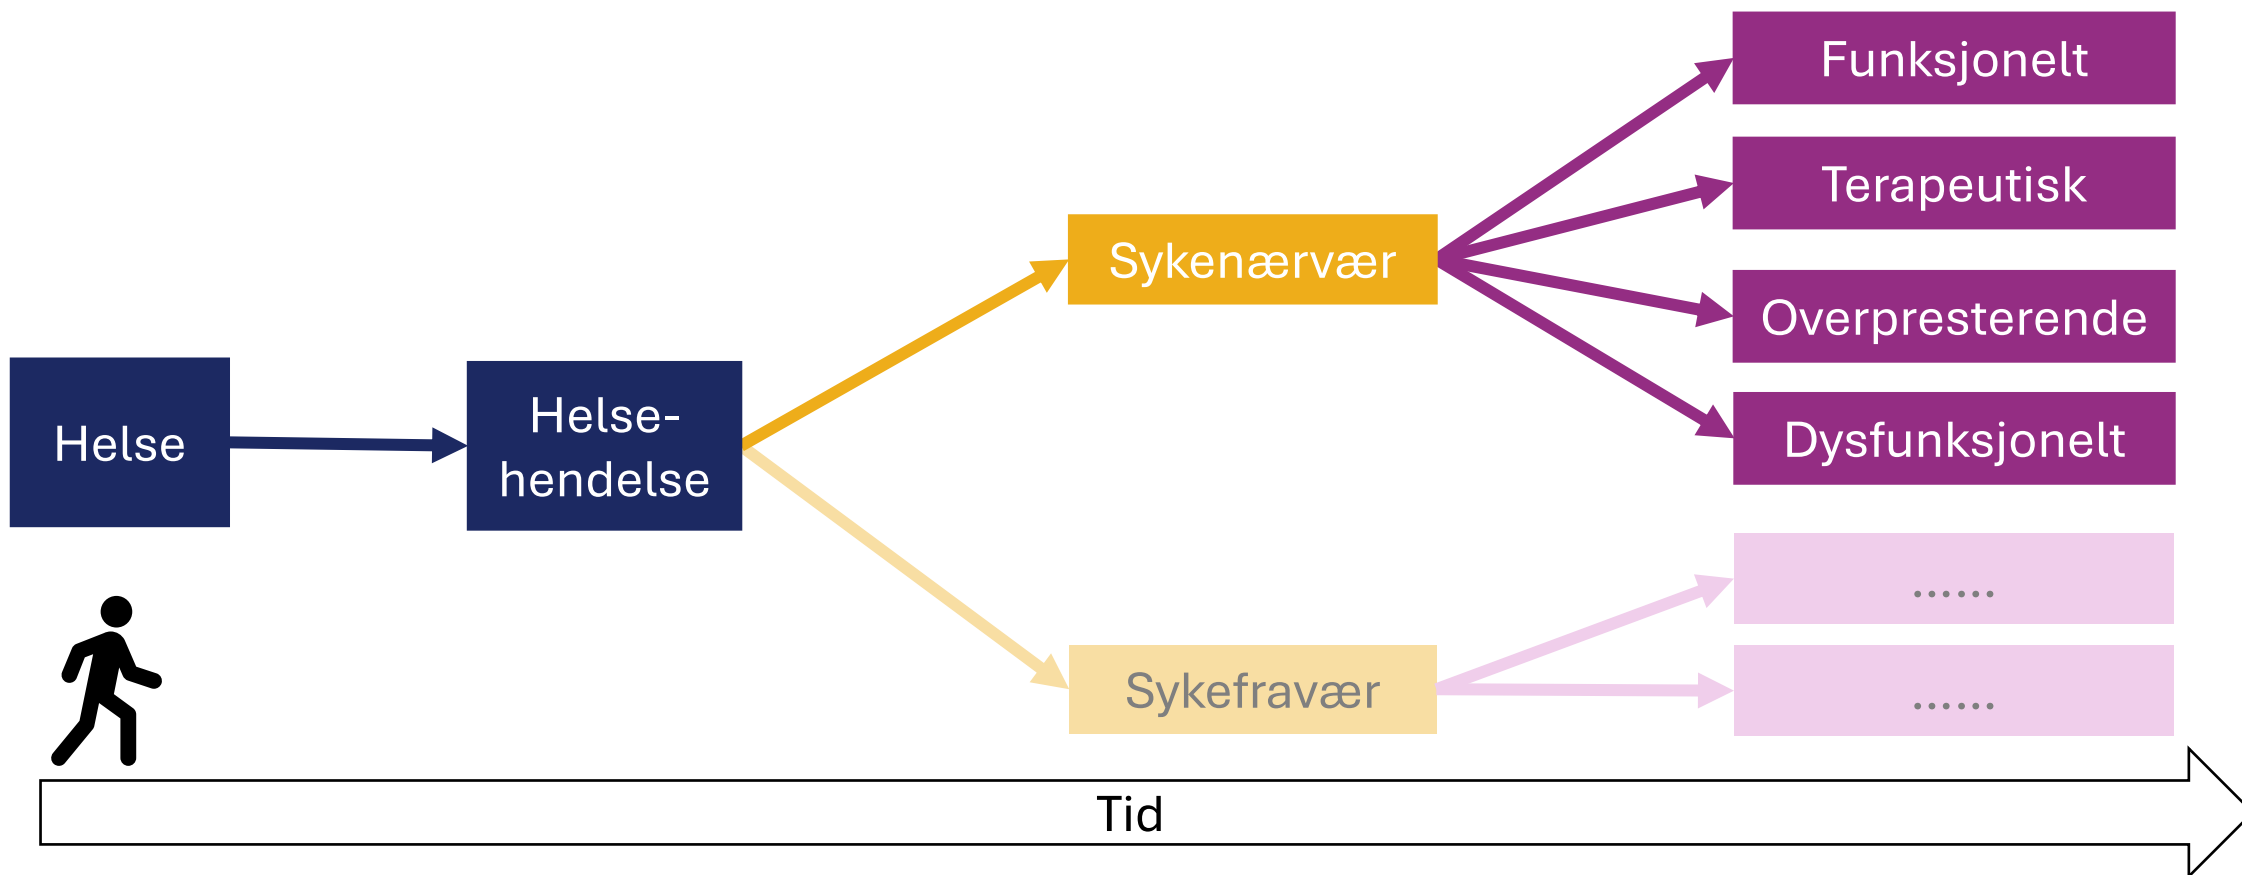 Funksjonelt
Terapeutisk
Sykenærvær
Overpresterende
Helse
Helse-
hendelse
Dysfunksjonelt
......
Sykefravær
......
Tid